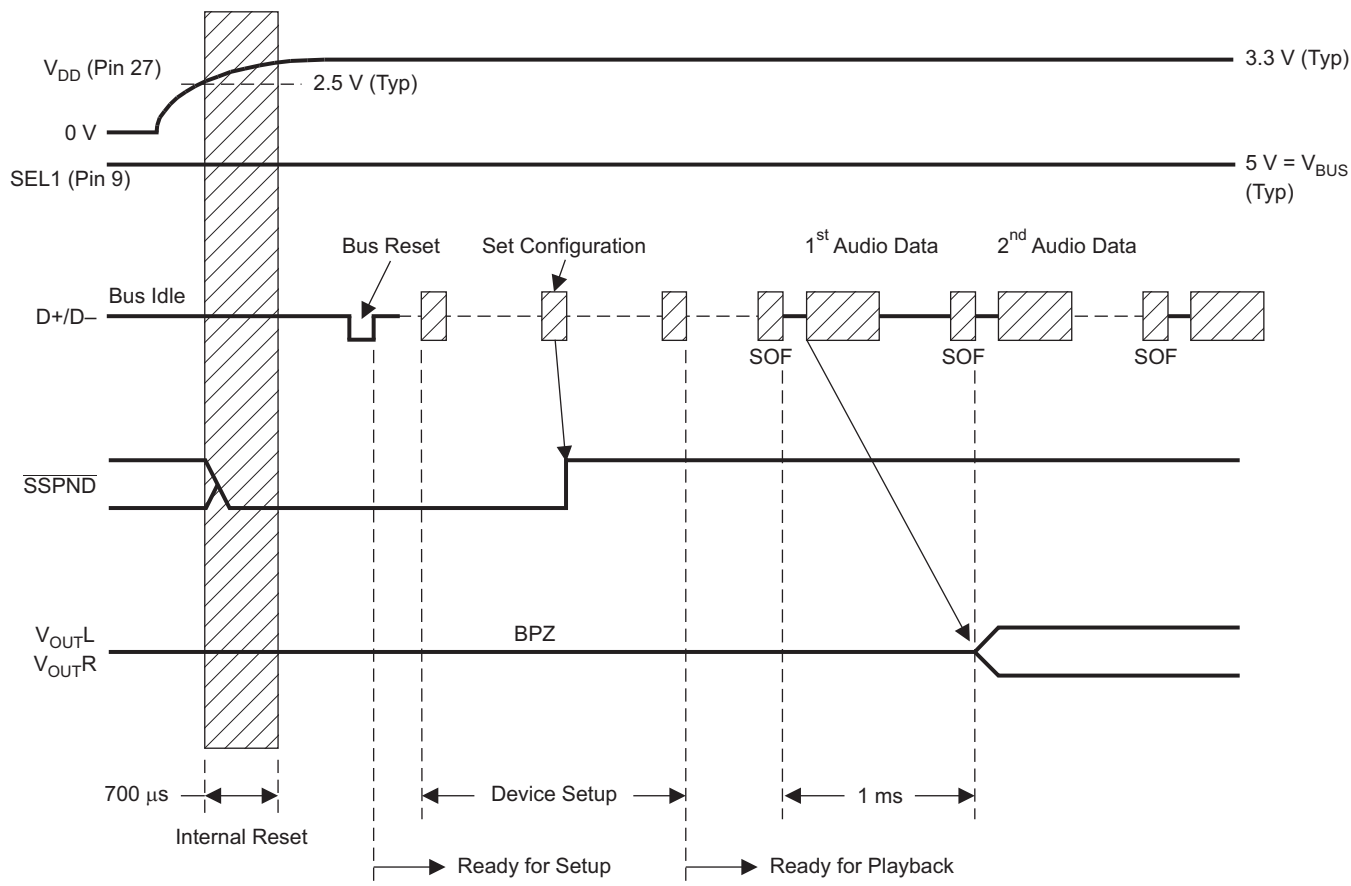 V_DD (Pin 27)
2.5 V (Typ)
3.3 V (Typ)
0 V
SEL1 (Pin 9)
5 V = V_BUS
(Typ)
Bus Reset
Set Configuration
1st Audio Data
2nd Audio Data
Bus Idle
D+/D–
SOF
SOF
SOF
SSPND
V_OUTL
V_OUTR
BPZ
700 μs
Internal Reset
Device Setup
1 ms
Ready for Setup
Ready for Playback